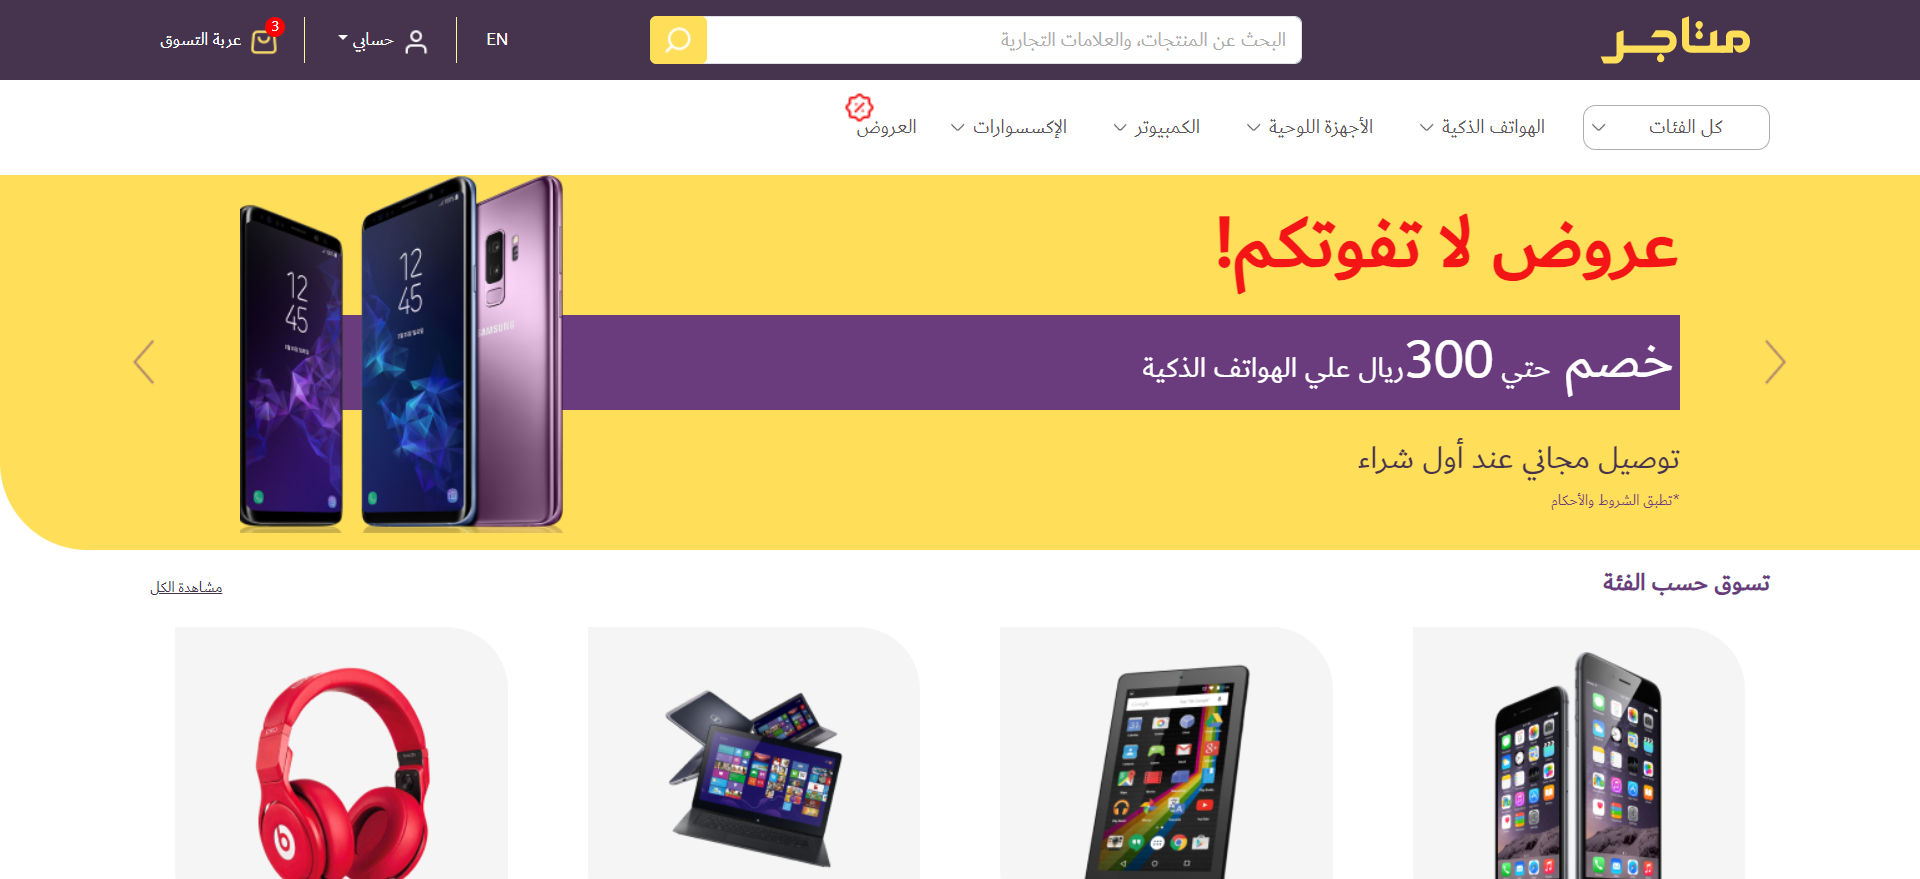 متاجر
البحث عن المنتجات، والعلامات التجارية
EN
حسابي
عربة التسوق
3
كل الفئات
الهواتف الذكية
الأجهزة اللوحية
الكمبيوتر
الإكسسوارات
العروض
عروض لا تفوتكم!
خصم حتي 300ريال علي الهواتف الذكية
توصيل مجاني عند أول شراء
*تطبق الشروط والأحكام
12
45
12
45
SAMSUNG
تسوق حسب الفئة
مشاهدة الكل